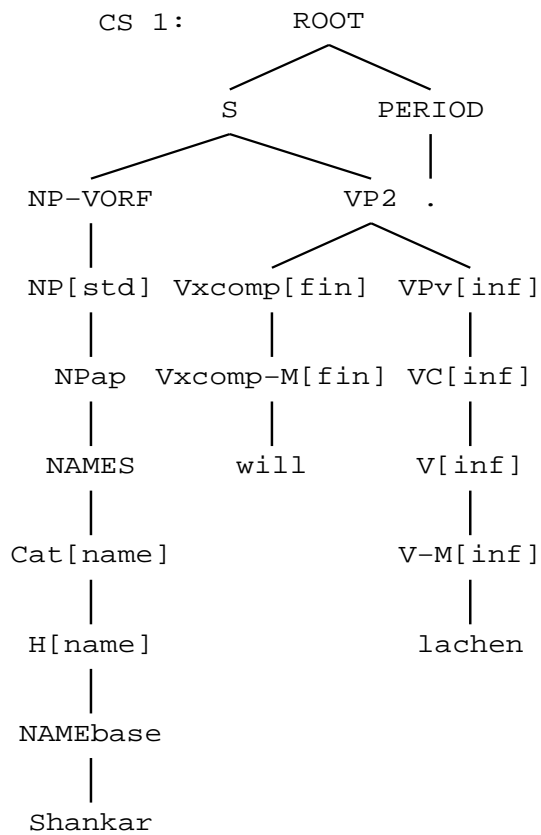 CS 1: ROOT
S PERIOD
NP-VORF VP2 .
NP[std] Vxcomp[fin] VPv[inf]
NPap Vxcomp-M[fin] VC[inf]
NAMES will V[inf]
Cat[name] V-M[inf]
H[name] lachen
NAMEbase
Shankar